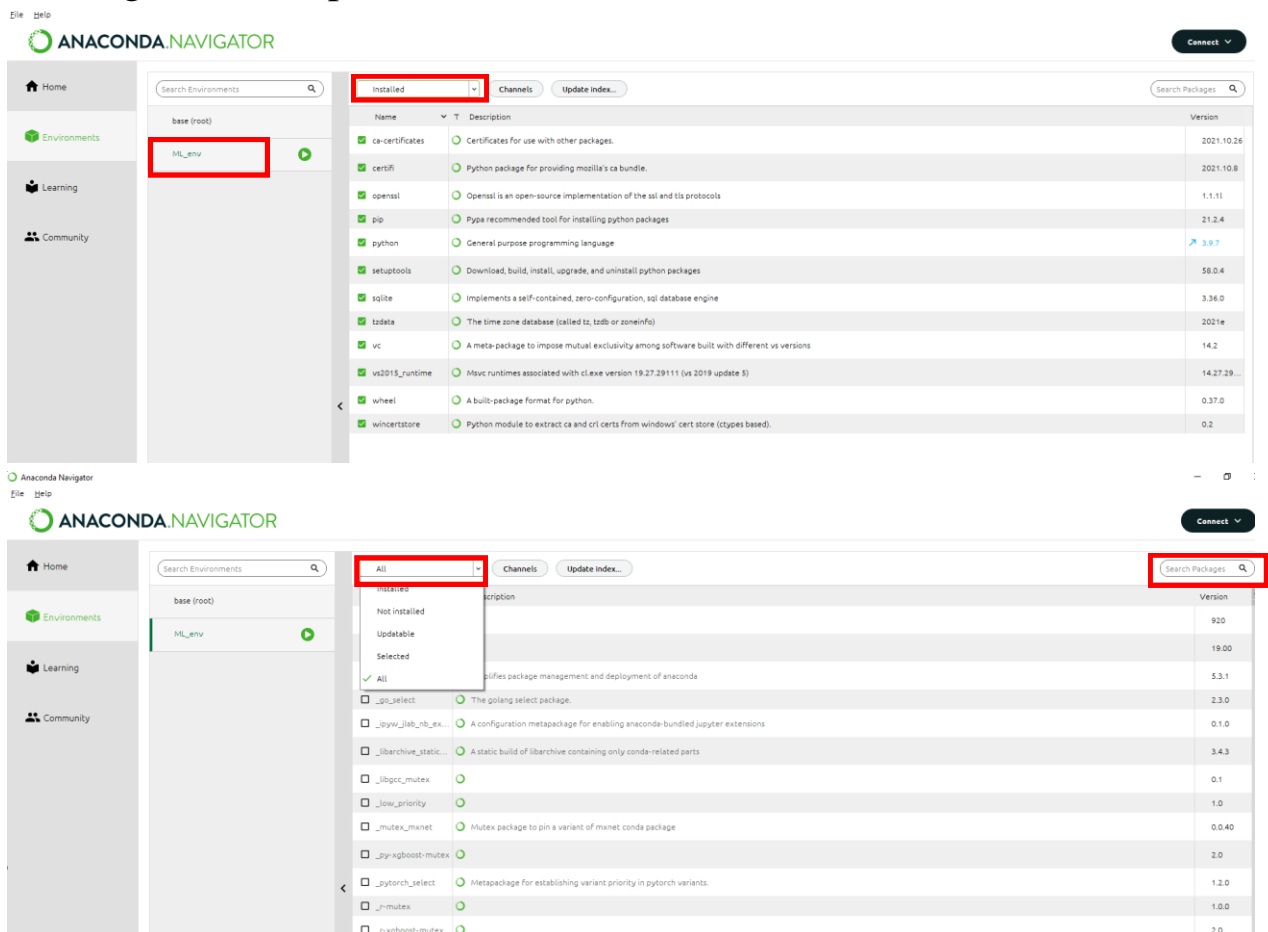 File Help
ANACONDA.NAVIGATOR
Connect
Home
Search Environments
Installed
Channels
Update index...
Search Packages
base (root)
Name T Description Version
Environments
ML_env
ca-certificates Certificates for use with other packages. 2021.10.26
certifi Python package for providing mozilla's ca bundle. 2021.10.8
Learning
openssl Openssl is an open-source implementation of the ssl and tls protocols 1.1.1l
pip Pypa recommended tool for installing python packages 21.2.4
Community
python General purpose programming language 3.9.7
setuptools Download, build, install, upgrade, and uninstall python packages 58.0.4
sqlite Implements a self-contained, zero-configuration, sql database engine 3.36.0
tzdata The time zone database (called tz, tzdb or zoneinfo) 2021e
vc A meta-package to impose mutual exclusivity among software built with different vs versions 14.2
vs2015_runtime Msvc runtimes associated with cl.exe version 19.27.29111 (vs 2019 update 5) 14.27.29...
wheel A built-package format for python. 0.37.0
wincertstore Python module to extract ca and crl certs from windows' cert store (ctypes based). 0.2
Anaconda Navigator
File Help
ANACONDA.NAVIGATOR
Connect
Home
Search Environments
All
Channels
Update index...
Search Packages
base (root)
Installed
scription Version
Environments
Not installed
920
ML_env
Updatable
19.00
Learning
Selected
All
plifies package management and deployment of anaconda 5.3.1
_go_select The golang select package. 2.3.0
Community
_ipyw_jlab_nb_ex... A configuration metapackage for enabling anaconda-bundled jupyter extensions 0.1.0
_libarchive_static... A static build of libarchive containing only conda-related parts 3.4.3
_libgcc_mutex 0.1
_low_priority 1.0
_mutex_mxnet Mutex package to pin a variant of mxnet conda package 0.0.40
_py-xgboost-mutex 2.0
_pytorch_select Metapackage for establishing variant priority in pytorch variants. 1.2.0
_r-mutex 1.0.0
_r-xgboost-mutex 2.0